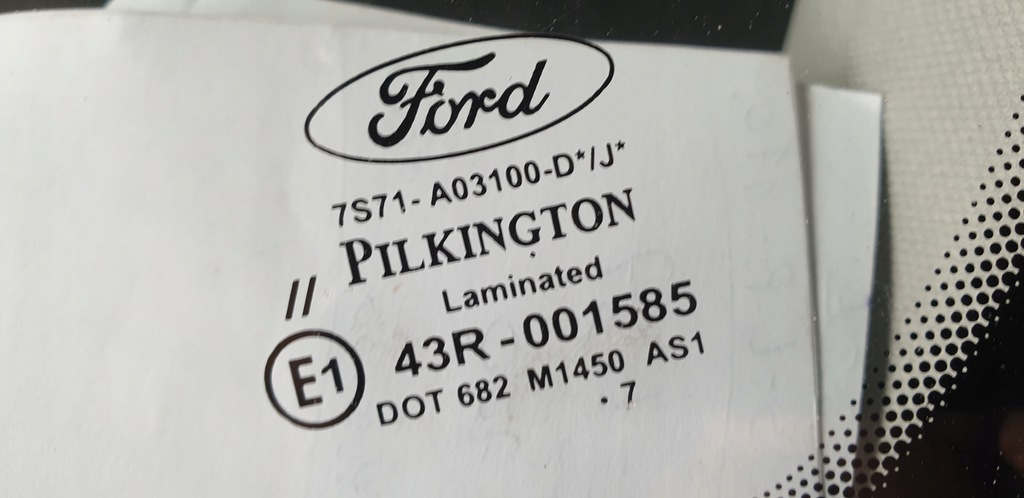 Ford
7S71-A03100-D*/J*
PILKINGTON
Laminated
//
E1
43R-001585
DOT 682 M1450 AS1
. 7